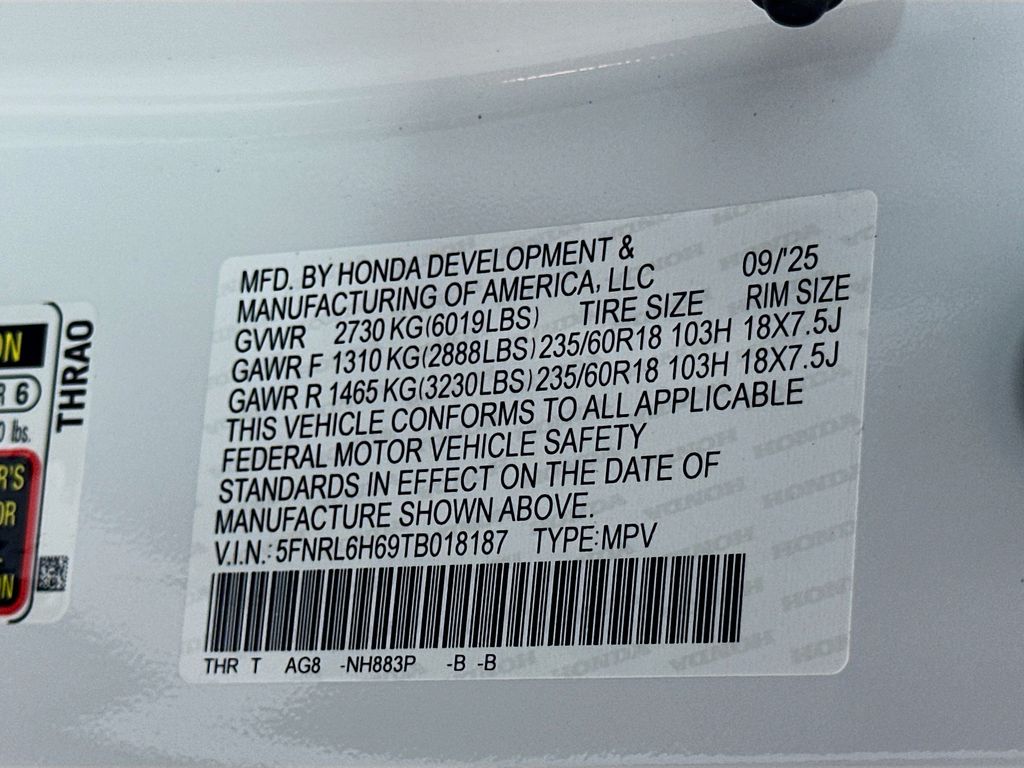 MFD. BY HONDA DEVELOPMENT &
MANUFACTURING OF AMERICA, LLC 09/'25
GVWR 2730 KG(6019LBS) TIRE SIZE RIM SIZE
GAWR F 1310 KG(2888LBS) 235/60R18 103H 18X7.5J
GAWR R 1465 KG(3230LBS) 235/60R18 103H 18X7.5J
THIS VEHICLE CONFORMS TO ALL APPLICABLE
FEDERAL MOTOR VEHICLE SAFETY
STANDARDS IN EFFECT ON THE DATE OF
MANUFACTURE SHOWN ABOVE.
V.I.N.: 5FNRL6H69TB018187 TYPE: MPV
THR T AG8 -NH883P -B -B
THRA0
6
lbs.